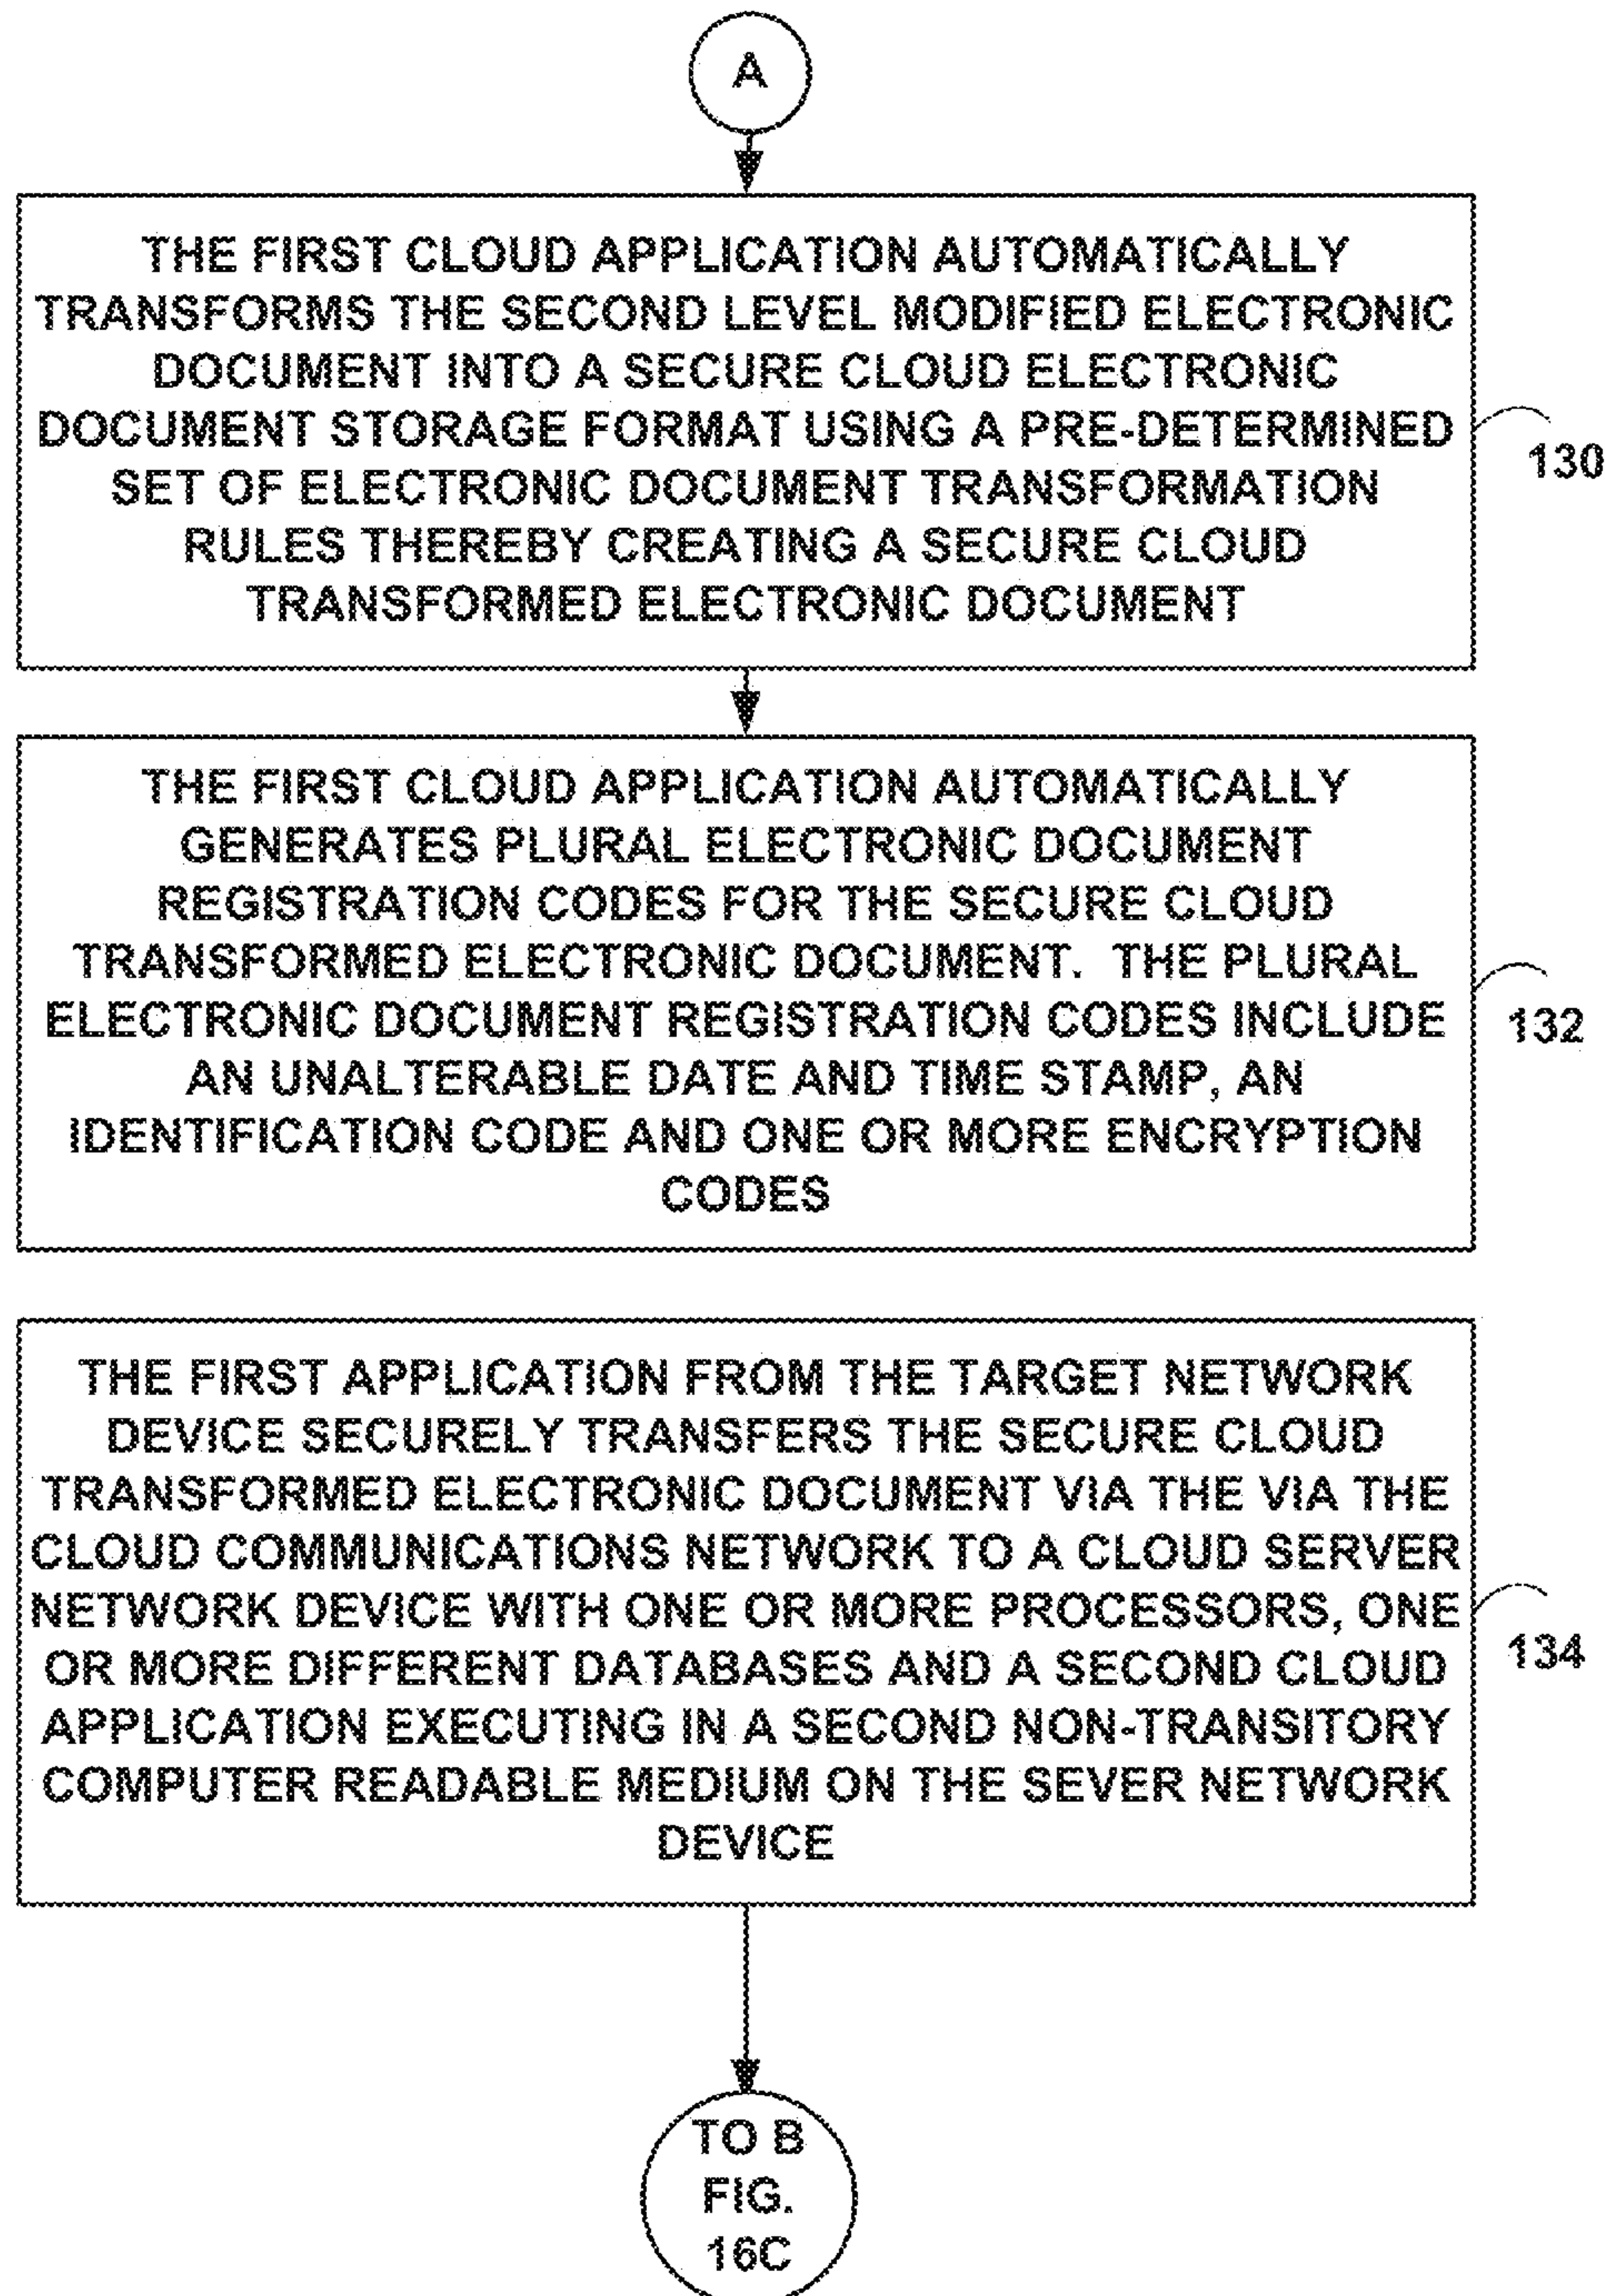 A
THE FIRST CLOUD APPLICATION AUTOMATICALLY
TRANSFORMS THE SECOND LEVEL MODIFIED ELECTRONIC
DOCUMENT INTO A SECURE CLOUD ELECTRONIC
DOCUMENT STORAGE FORMAT USING A PRE-DETERMINED
SET OF ELECTRONIC DOCUMENT TRANSFORMATION
RULES THEREBY CREATING A SECURE CLOUD
TRANSFORMED ELECTRONIC DOCUMENT
130
THE FIRST CLOUD APPLICATION AUTOMATICALLY
GENERATES PLURAL ELECTRONIC DOCUMENT
REGISTRATION CODES FOR THE SECURE CLOUD
TRANSFORMED ELECTRONIC DOCUMENT. THE PLURAL
ELECTRONIC DOCUMENT REGISTRATION CODES INCLUDE
AN UNALTERABLE DATE AND TIME STAMP, AN
IDENTIFICATION CODE AND ONE OR MORE ENCRYPTION
CODES
132
THE FIRST APPLICATION FROM THE TARGET NETWORK
DEVICE SECURELY TRANSFERS THE SECURE CLOUD
TRANSFORMED ELECTRONIC DOCUMENT VIA THE VIA THE
CLOUD COMMUNICATIONS NETWORK TO A CLOUD SERVER
NETWORK DEVICE WITH ONE OR MORE PROCESSORS, ONE
OR MORE DIFFERENT DATABASES AND A SECOND CLOUD
APPLICATION EXECUTING IN A SECOND NON-TRANSITORY
COMPUTER READABLE MEDIUM ON THE SEVER NETWORK
DEVICE
134
TO B
FIG.
16C